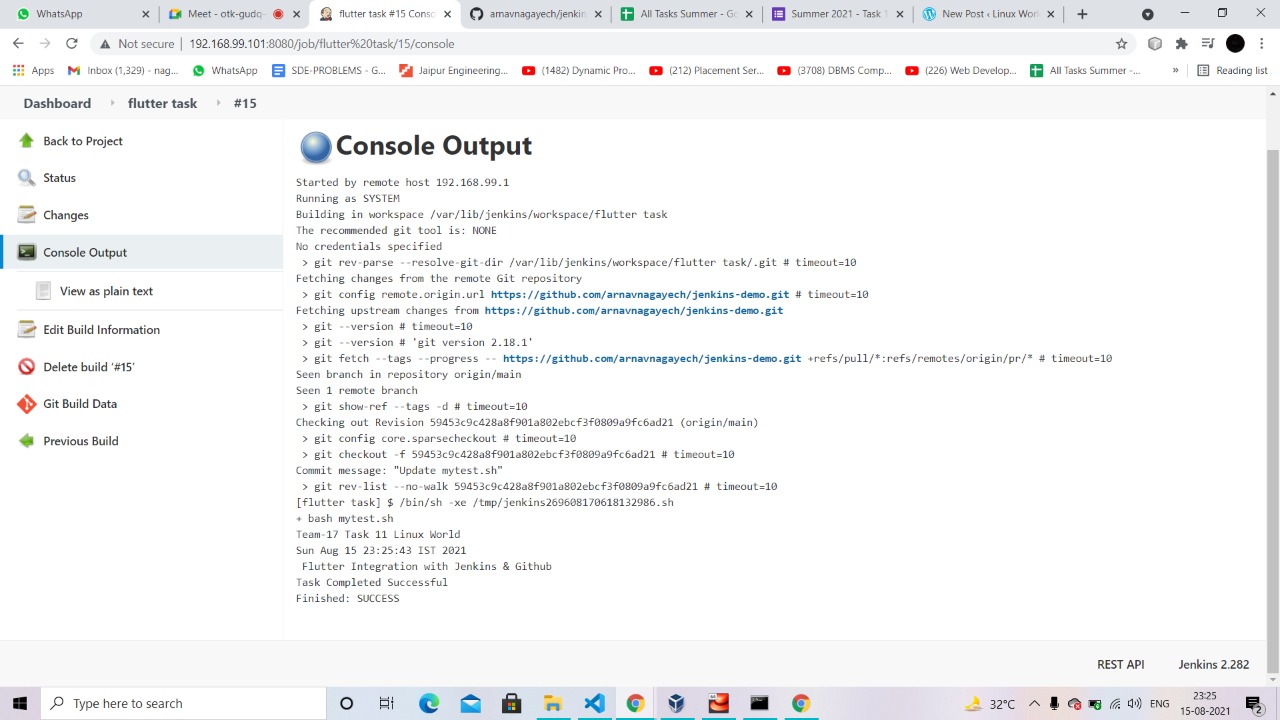 WhatsApp
Meet - otk-gudq-
flutter task #15 Conso
arnavnagayech/jenkin
All Tasks Summer - Go
Summer 2021 - Task 1
New Post ‹ Linux Worl
Not secure | 192.168.99.101:8080/job/flutter%20task/15/console
Apps
Inbox (1,329) - nag...
WhatsApp
SDE-PROBLEMS - G...
Jaipur Engineering...
(1482) Dynamic Pro...
(212) Placement Ser...
(3708) DBMS Comp...
(226) Web Develop...
All Tasks Summer -...
»
Reading list
Dashboard
flutter task
#15
Back to Project
Status
Changes
Console Output
View as plain text
Edit Build Information
Delete build ‘#15’
Git Build Data
Previous Build
Console Output
Started by remote host 192.168.99.1
Running as SYSTEM
Building in workspace /var/lib/jenkins/workspace/flutter task
The recommended git tool is: NONE
No credentials specified
> git rev-parse --resolve-git-dir /var/lib/jenkins/workspace/flutter task/.git # timeout=10
Fetching changes from the remote Git repository
> git config remote.origin.url https://github.com/arnavnagayech/jenkins-demo.git # timeout=10
Fetching upstream changes from https://github.com/arnavnagayech/jenkins-demo.git
> git --version # timeout=10
> git --version # 'git version 2.18.1'
> git fetch --tags --progress -- https://github.com/arnavnagayech/jenkins-demo.git +refs/pull/*:refs/remotes/origin/pr/* # timeout=10
Seen branch in repository origin/main
Seen 1 remote branch
> git show-ref --tags -d # timeout=10
Checking out Revision 59453c9c428a8f901a802ebcf3f0809a9fc6ad21 (origin/main)
> git config core.sparsecheckout # timeout=10
> git checkout -f 59453c9c428a8f901a802ebcf3f0809a9fc6ad21 # timeout=10
Commit message: "Update mytest.sh"
> git rev-list --no-walk 59453c9c428a8f901a802ebcf3f0809a9fc6ad21 # timeout=10
[flutter task] $ /bin/sh -xe /tmp/jenkins269608170618132986.sh
+ bash mytest.sh
Team-17 Task 11 Linux World
Sun Aug 15 23:25:43 IST 2021
Flutter Integration with Jenkins & Github
Task Completed Successful
Finished: SUCCESS
REST API
Jenkins 2.282
Type here to search
32°C
ENG
23:25
15-08-2021
2